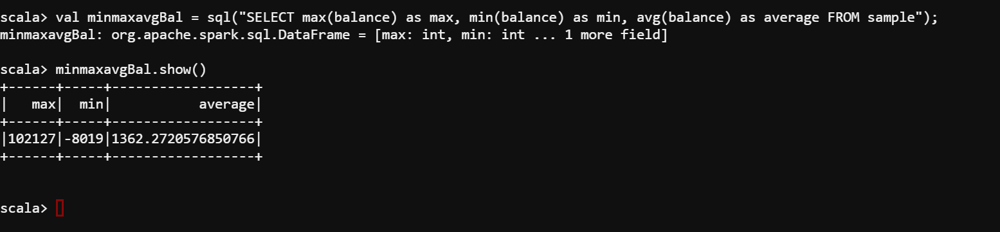 scala> val minmaxavgBal = sql("SELECT max(balance) as max, min(balance) as min, avg(balance) as average FROM sample");
minmaxavgBal: org.apache.spark.sql.DataFrame = [max: int, min: int ... 1 more field]
scala> minmaxavgBal.show()
+------+-----+------------------+
|   max|  min|           average|
+------+-----+------------------+
|102127|-8019|1362.2720576850766|
+------+-----+------------------+
scala>